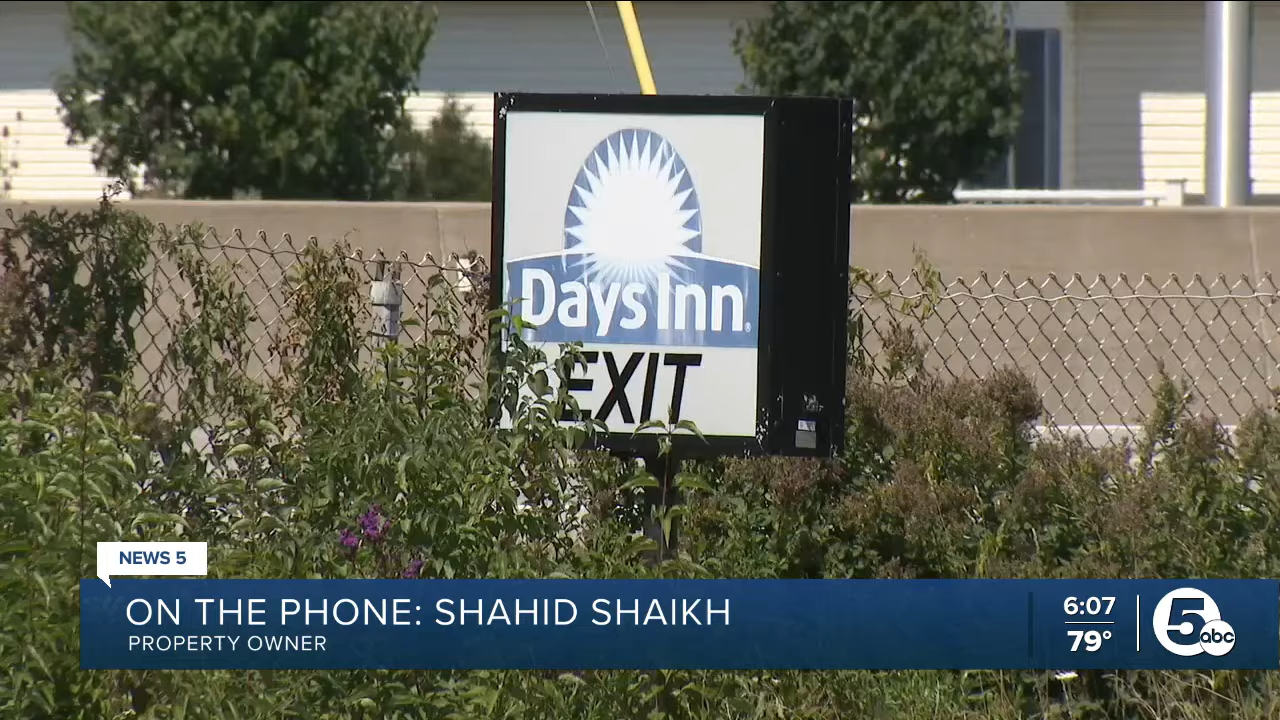 Days Inn®
EXIT
NEWS 5
ON THE PHONE: SHAHID SHAIKH
PROPERTY OWNER
6:07
79°
5 abc